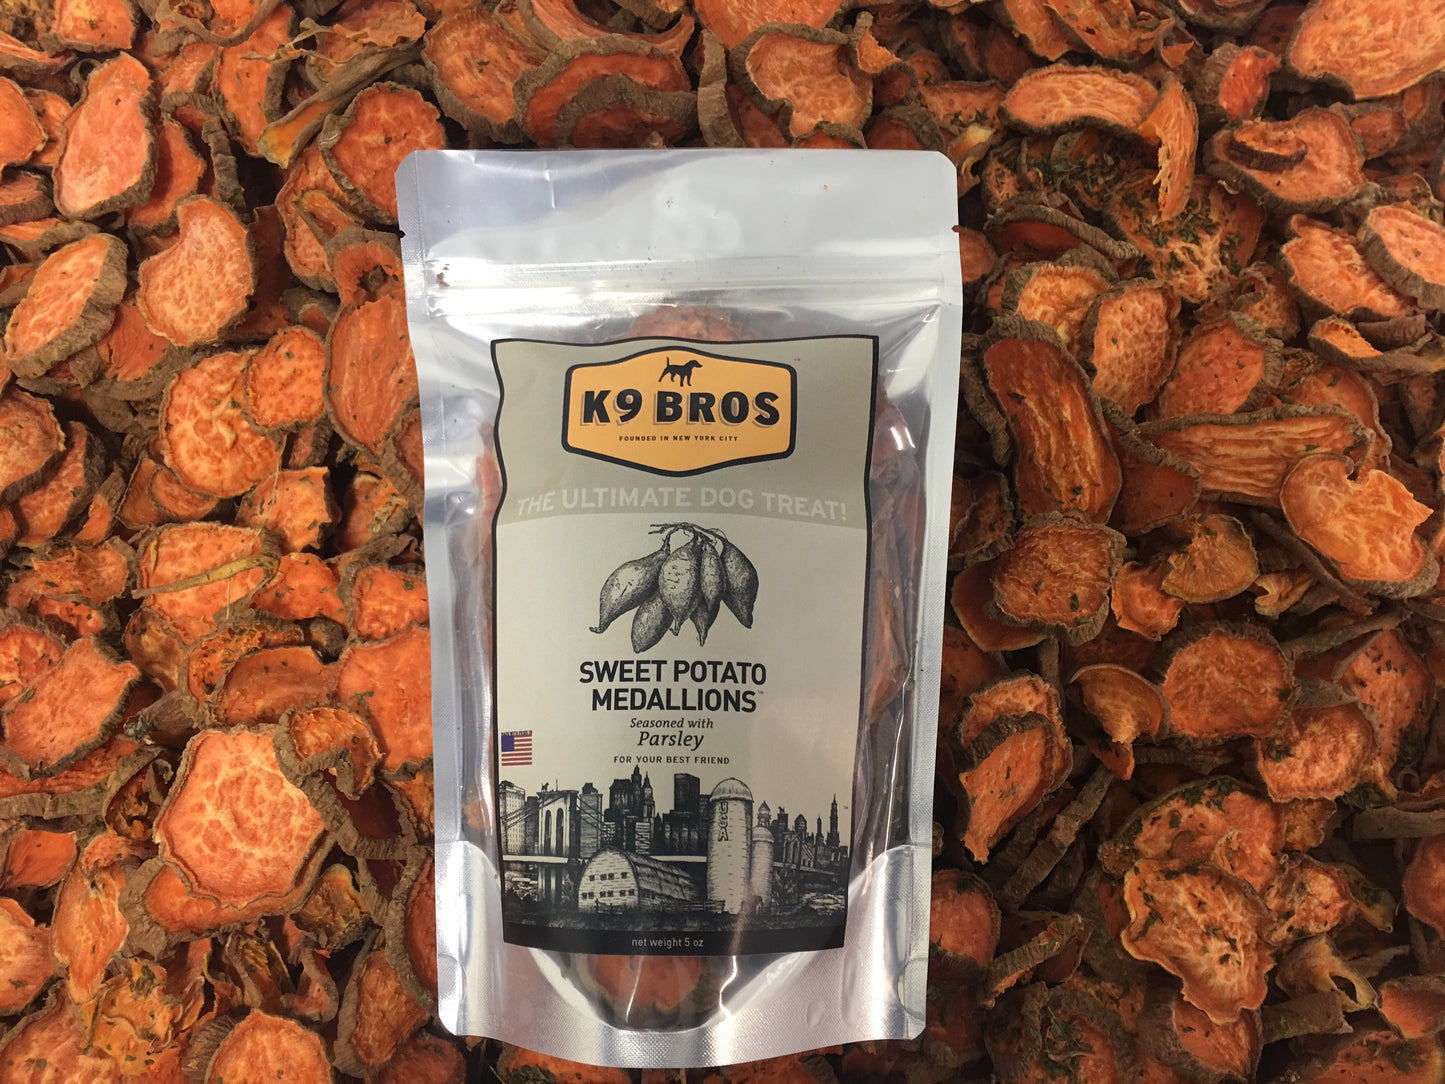 K9 BROS
FOUNDED IN NEW YORK CITY
THE ULTIMATE DOG TREAT!
SWEET POTATO
MEDALLIONS™
Seasoned with
Parsley
FOR YOUR BEST FRIEND
USA
net weight 5 oz